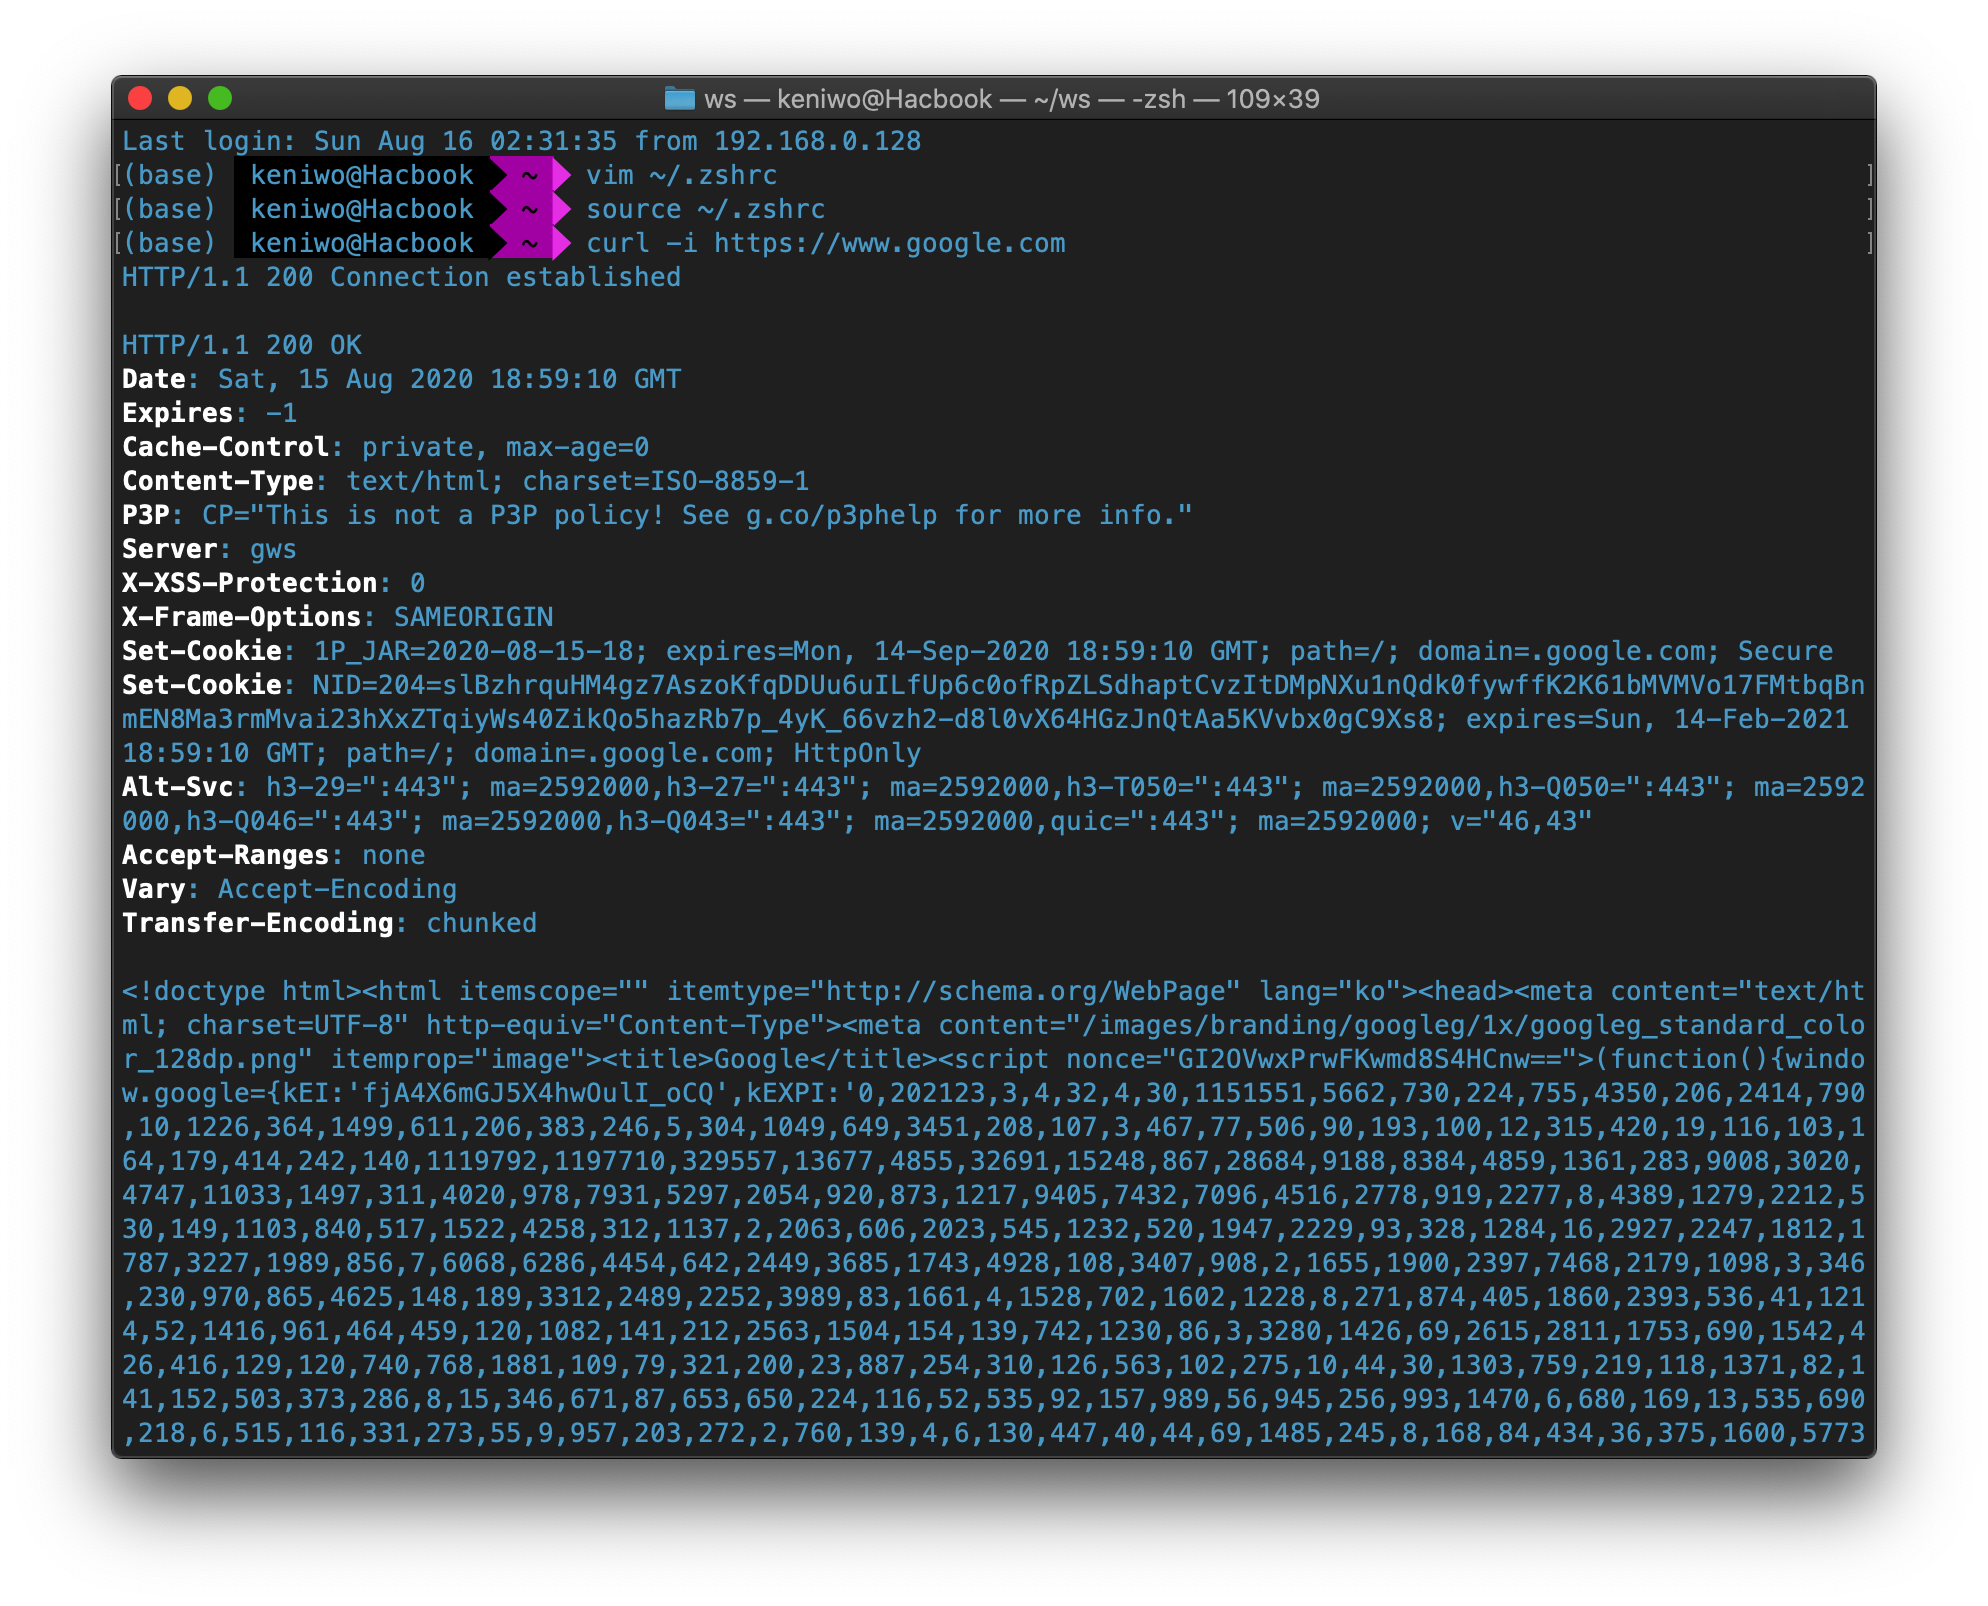 ws — keniwo@Hacbook — ~/ws — -zsh — 109×39
Last login: Sun Aug 16 02:31:35 from 192.168.0.128
[(base) keniwo@Hacbook ~ vim ~/.zshrc ]
[(base) keniwo@Hacbook ~ source ~/.zshrc ]
[(base) keniwo@Hacbook ~ curl -i https://www.google.com ]
HTTP/1.1 200 Connection established
HTTP/1.1 200 OK
Date: Sat, 15 Aug 2020 18:59:10 GMT
Expires: -1
Cache-Control: private, max-age=0
Content-Type: text/html; charset=ISO-8859-1
P3P: CP="This is not a P3P policy! See g.co/p3phelp for more info."
Server: gws
X-XSS-Protection: 0
X-Frame-Options: SAMEORIGIN
Set-Cookie: 1P_JAR=2020-08-15-18; expires=Mon, 14-Sep-2020 18:59:10 GMT; path=/; domain=.google.com; Secure
Set-Cookie: NID=204=slBzhrquHM4gz7AszoKfqDDUu6uILfUp6c0ofRpZLSdhaptCvzItDMpNXu1nQdk0fywffK2K61bMVMVo17FMtbqBn
mEN8Ma3rmMvai23hXxZTqiyWs40ZikQo5hazRb7p_4yK_66vzh2-d8l0vX64HGzJnQtAa5KVvbx0gC9Xs8; expires=Sun, 14-Feb-2021
18:59:10 GMT; path=/; domain=.google.com; HttpOnly
Alt-Svc: h3-29=":443"; ma=2592000,h3-27=":443"; ma=2592000,h3-T050=":443"; ma=2592000,h3-Q050=":443"; ma=2592
000,h3-Q046=":443"; ma=2592000,h3-Q043=":443"; ma=2592000,quic=":443"; ma=2592000; v="46,43"
Accept-Ranges: none
Vary: Accept-Encoding
Transfer-Encoding: chunked
<!doctype html><html itemscope="" itemtype="http://schema.org/WebPage" lang="ko"><head><meta content="text/ht
ml; charset=UTF-8" http-equiv="Content-Type"><meta content="/images/branding/googleg/1x/googleg_standard_colo
r_128dp.png" itemprop="image"><title>Google</title><script nonce="GI2OVwxPrwFKwmd8S4HCnw==">(function(){windo
w.google={kEI:'fjA4X6mGJ5X4hwOulI_oCQ',kEXPI:'0,202123,3,4,32,4,30,1151551,5662,730,224,755,4350,206,2414,790
,10,1226,364,1499,611,206,383,246,5,304,1049,649,3451,208,107,3,467,77,506,90,193,100,12,315,420,19,116,103,1
64,179,414,242,140,1119792,1197710,329557,13677,4855,32691,15248,867,28684,9188,8384,4859,1361,283,9008,3020,
4747,11033,1497,311,4020,978,7931,5297,2054,920,873,1217,9405,7432,7096,4516,2778,919,2277,8,4389,1279,2212,5
30,149,1103,840,517,1522,4258,312,1137,2,2063,606,2023,545,1232,520,1947,2229,93,328,1284,16,2927,2247,1812,1
787,3227,1989,856,7,6068,6286,4454,642,2449,3685,1743,4928,108,3407,908,2,1655,1900,2397,7468,2179,1098,3,346
,230,970,865,4625,148,189,3312,2489,2252,3989,83,1661,4,1528,702,1602,1228,8,271,874,405,1860,2393,536,41,121
4,52,1416,961,464,459,120,1082,141,212,2563,1504,154,139,742,1230,86,3,3280,1426,69,2615,2811,1753,690,1542,4
26,416,129,120,740,768,1881,109,79,321,200,23,887,254,310,126,563,102,275,10,44,30,1303,759,219,118,1371,82,1
41,152,503,373,286,8,15,346,671,87,653,650,224,116,52,535,92,157,989,56,945,256,993,1470,6,680,169,13,535,690
,218,6,515,116,331,273,55,9,957,203,272,2,760,139,4,6,130,447,40,44,69,1485,245,8,168,84,434,36,375,1600,5773